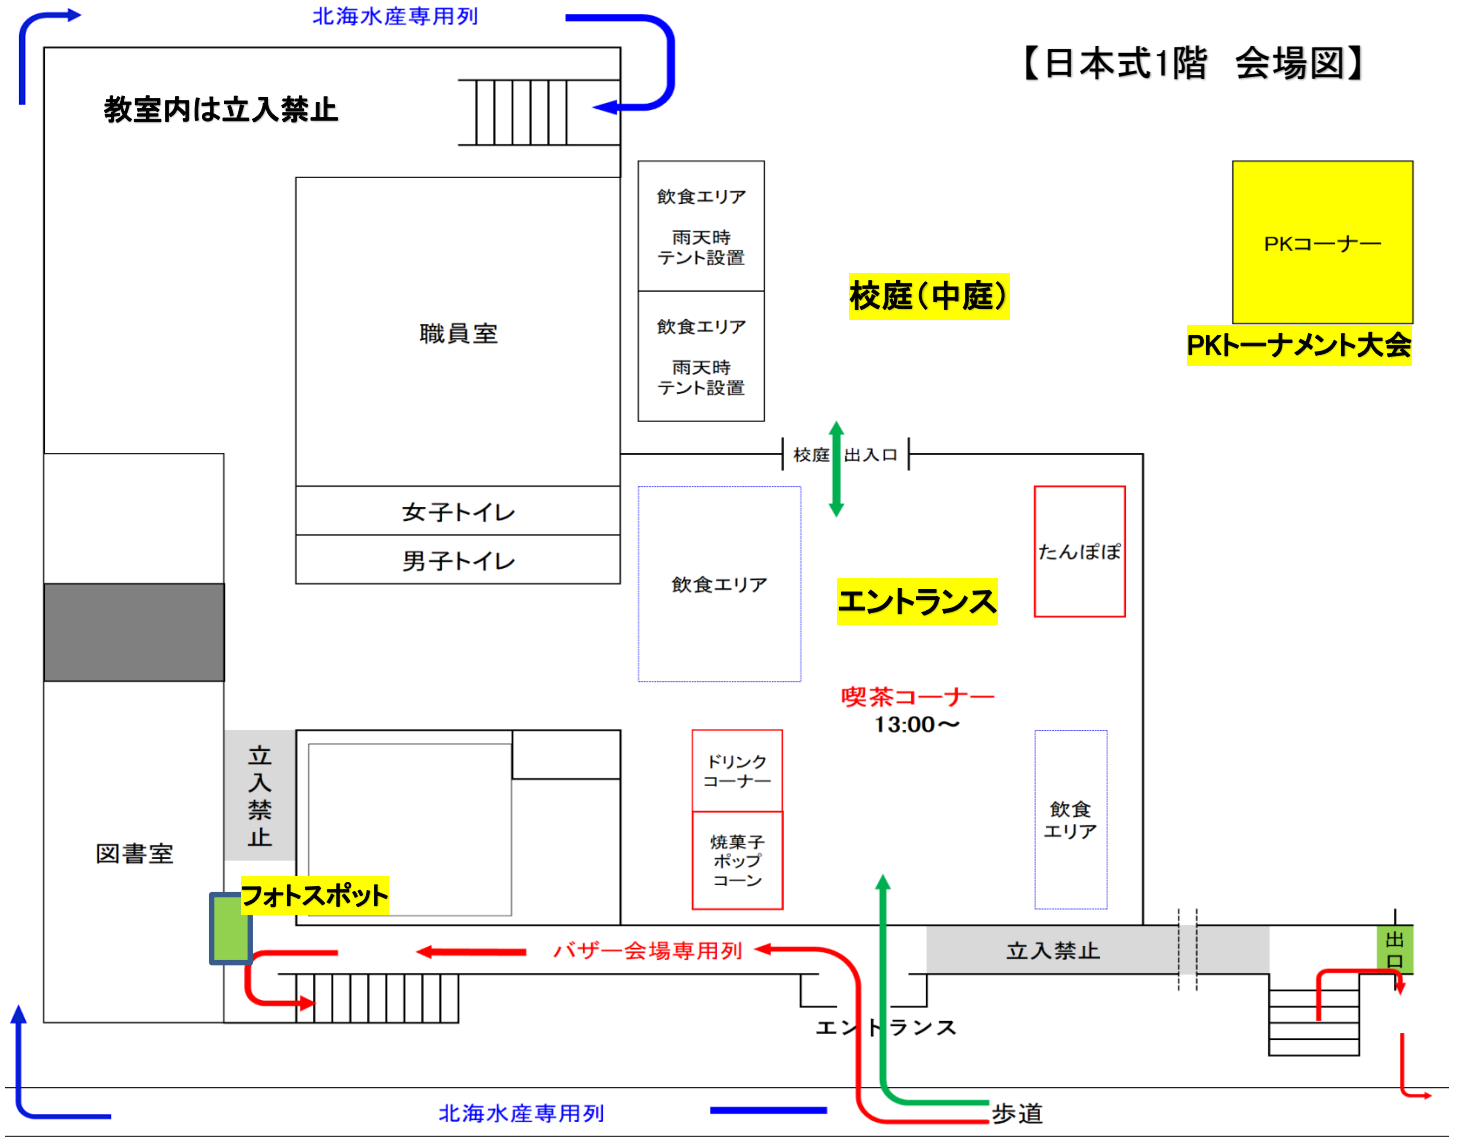 北海水産専用列
【日本式1階　会場図】
教室内は立入禁止
飲食エリア
雨天時
テント設置
飲食エリア
雨天時
テント設置
校庭（中庭）
PKコーナー
PKトーナメント大会
職員室
校庭 出入口
女子トイレ
男子トイレ
飲食エリア
エントランス
たんぽぽ
喫茶コーナー
13:00～
立
入
禁
止
図書室
フォトスポット
ドリンク
コーナー
焼菓子
ポップ
コーン
飲食
エリア
バザー会場専用列
立入禁止
出
口
エントランス
北海水産専用列
歩道